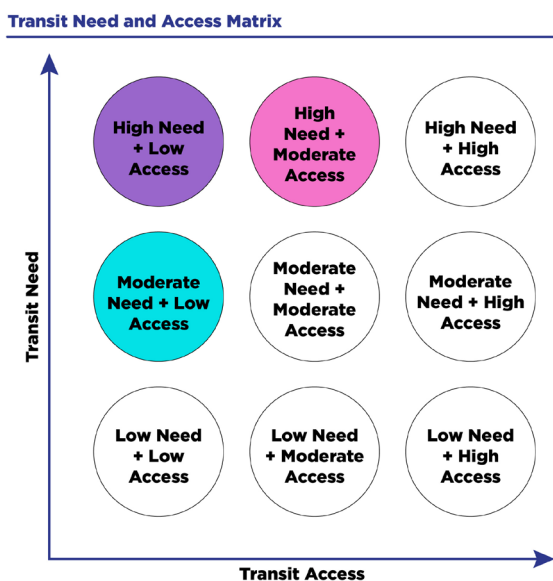 Transit Need and Access Matrix
High Need
+ Low
Access
High
Need +
Moderate
Access
High Need
+ High
Access
Moderate
Need + Low
Access
Moderate
Need +
Moderate
Access
Moderate
Need + High
Access
Low Need
+ Low
Access
Low Need
+ Moderate
Access
Low Need
+ High
Access
Transit Need
Transit Access